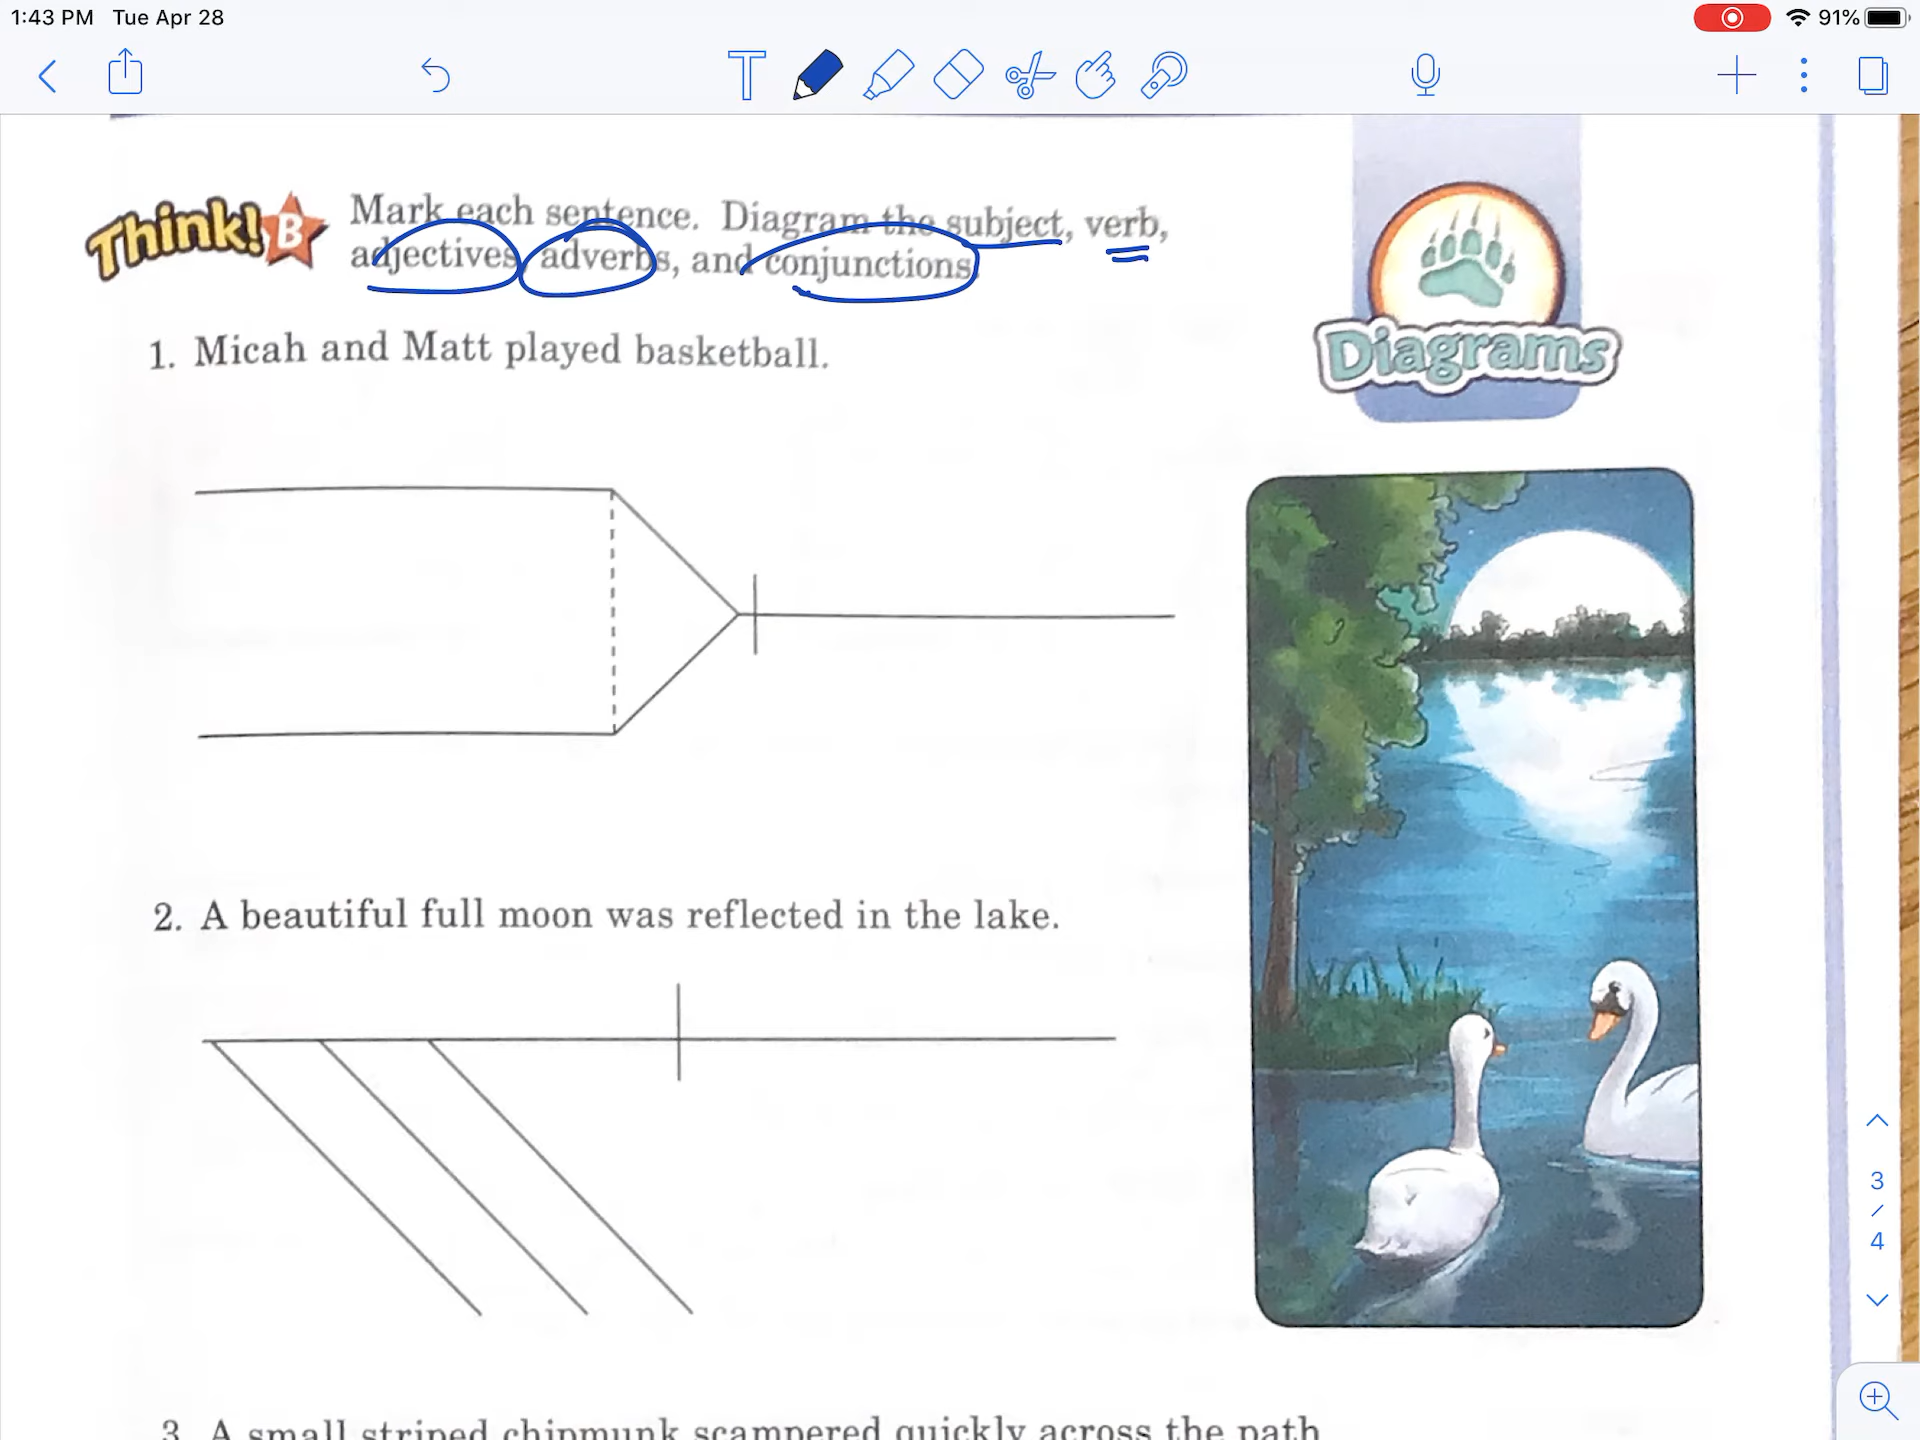 1:43 PM Tue Apr 28
91%
T
Think! B
Mark each sentence. Diagram the subject, verb,
adjectives, adverbs, and conjunctions.
Diagrams
1. Micah and Matt played basketball.
2. A beautiful full moon was reflected in the lake.
3
/
4
3. A small striped chipmunk scampered quickly across the path